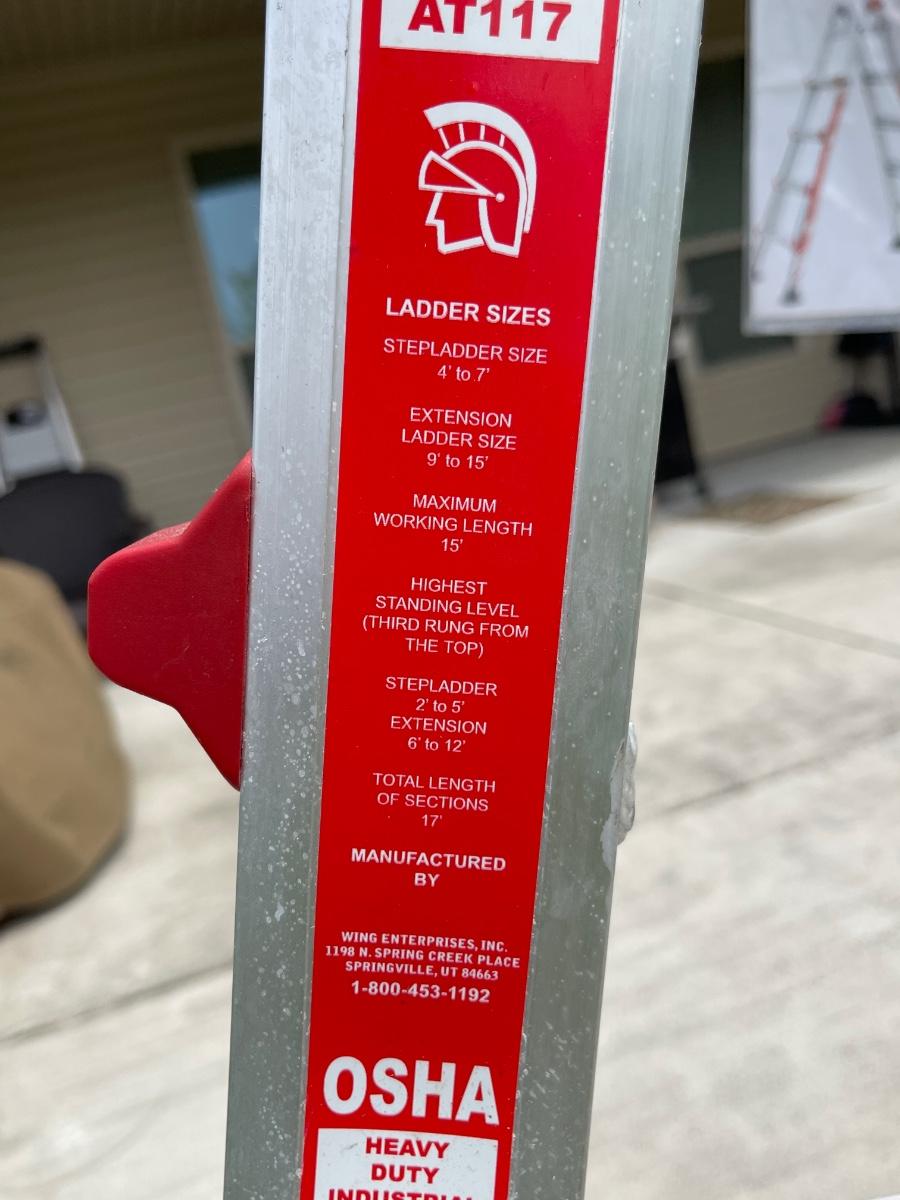 AT117
LADDER SIZES
STEPLADDER SIZE
4' to 7'
EXTENSION
LADDER SIZE
9' to 15'
MAXIMUM
WORKING LENGTH
15'
HIGHEST
STANDING LEVEL
(THIRD RUNG FROM
THE TOP)
STEPLADDER
2' to 5'
EXTENSION
6' to 12'
TOTAL LENGTH
OF SECTIONS
17'
MANUFACTURED
BY
WING ENTERPRISES, INC.
1198 N. SPRING CREEK PLACE
SPRINGVILLE, UT 84663
1-800-453-1192
OSHA
HEAVY
DUTY
INDUSTRIAL